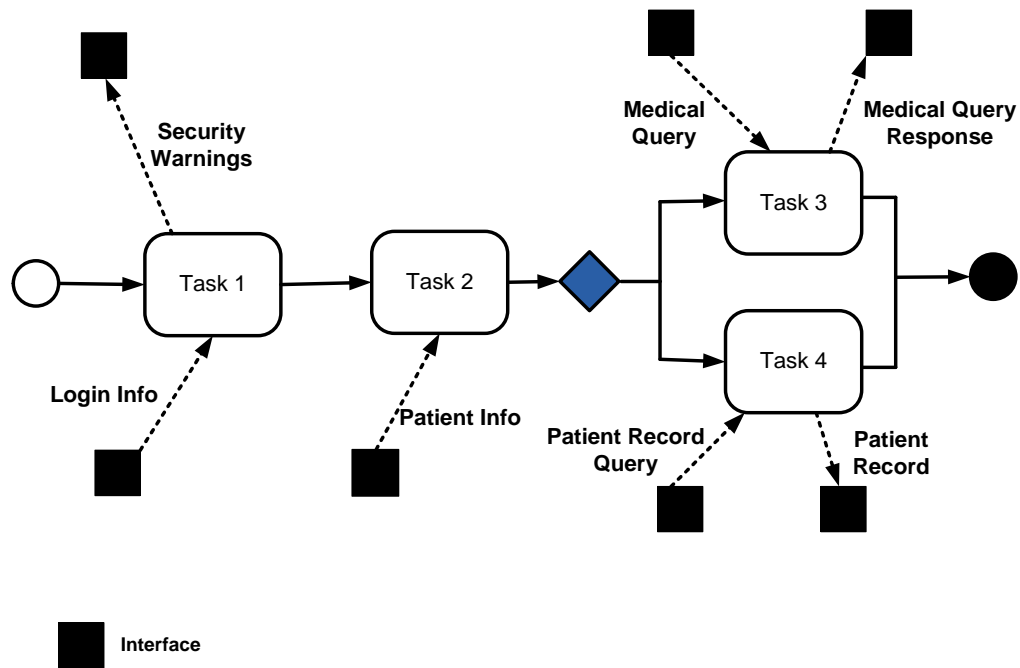 Security
Warnings
Medical
Query
Medical Query
Response
Task 3
Task 1
Task 2
Task 4
Login Info
Patient Info
Patient Record
Query
Patient
Record
Interface